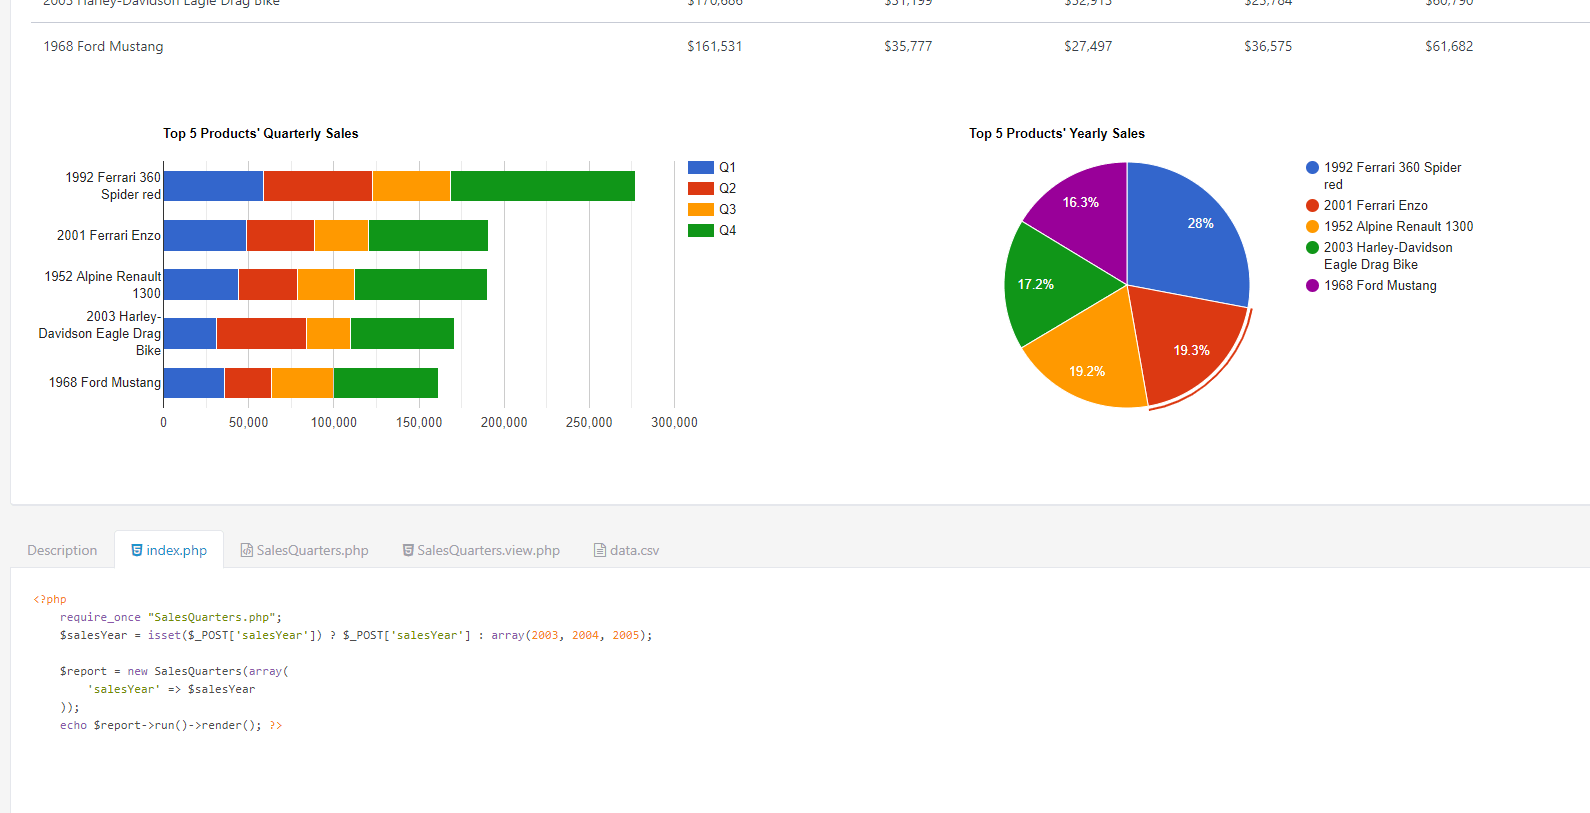 2003 Harley-Davidson Eagle Drag Bike $170,686 $31,199 $52,913 $25,784 $60,790
1968 Ford Mustang $161,531 $35,777 $27,497 $36,575 $61,682
Top 5 Products' Quarterly Sales
1992 Ferrari 360
Spider red
2001 Ferrari Enzo
1952 Alpine Renault
1300
2003 Harley-
Davidson Eagle Drag
Bike
1968 Ford Mustang
0 50,000 100,000 150,000 200,000 250,000 300,000
Q1
Q2
Q3
Q4
Top 5 Products' Yearly Sales
28%
19.3%
19.2%
17.2%
16.3%
1992 Ferrari 360 Spider
red
2001 Ferrari Enzo
1952 Alpine Renault 1300
2003 Harley-Davidson
Eagle Drag Bike
1968 Ford Mustang
Description index.php SalesQuarters.php SalesQuarters.view.php data.csv
<?php
require_once "SalesQuarters.php";
$salesYear = isset($_POST['salesYear']) ? $_POST['salesYear'] : array(2003, 2004, 2005);
$report = new SalesQuarters(array(
'salesYear' => $salesYear
));
echo $report->run()->render(); ?>